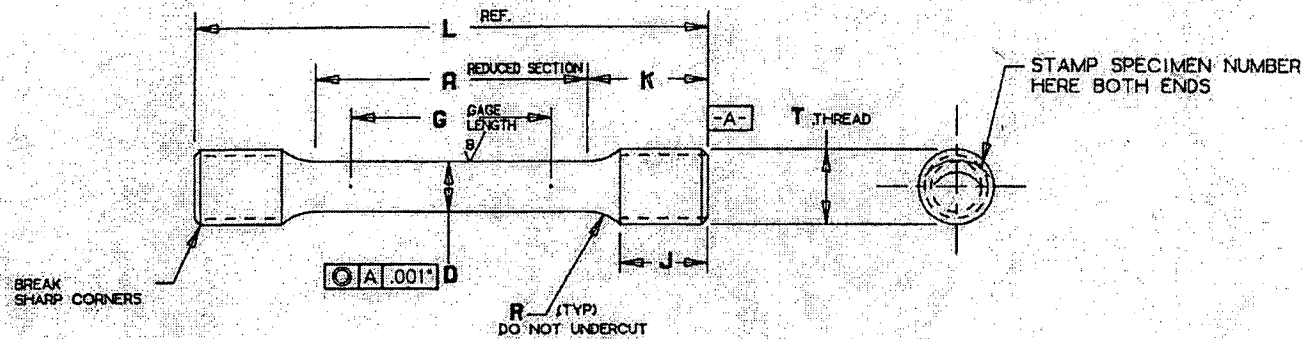 REF.
L
REDUCED SECTION
A
K
STAMP SPECIMEN NUMBER
HERE BOTH ENDS
GAGE
LENGTH
G
-A-
T THREAD
8
A .001" D
J
BREAK
SHARP CORNERS
R (TYP)
DO NOT UNDERCUT